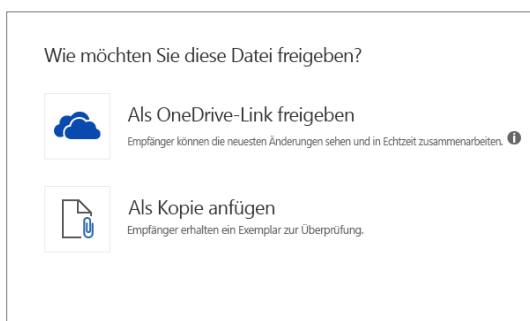 Wie möchten Sie diese Datei freigeben?
Als OneDrive-Link freigeben
Empfänger können die neuesten Änderungen sehen und in Echtzeit zusammenarbeiten.
Als Kopie anfügen
Empfänger erhalten ein Exemplar zur Überprüfung.